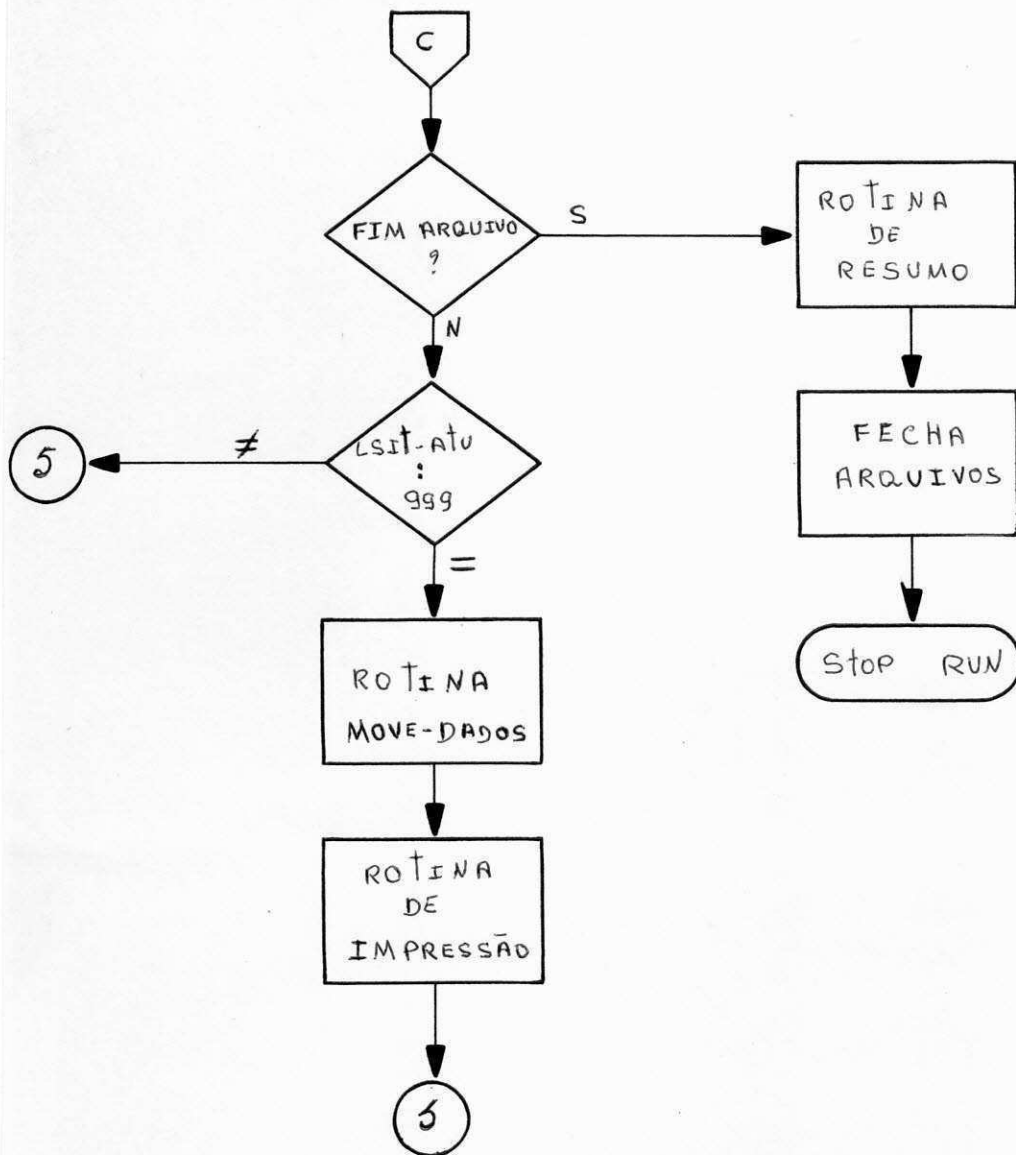 C
FIM ARQUIVO
?
S
N
ROTINA
DE
RESUMO
FECHA
ARQUIVOS
STOP RUN
≠
5
LSIT-ATU
:
999
=
ROTINA
MOVE-DADOS
ROTINA
DE
IMPRESSÃO
5